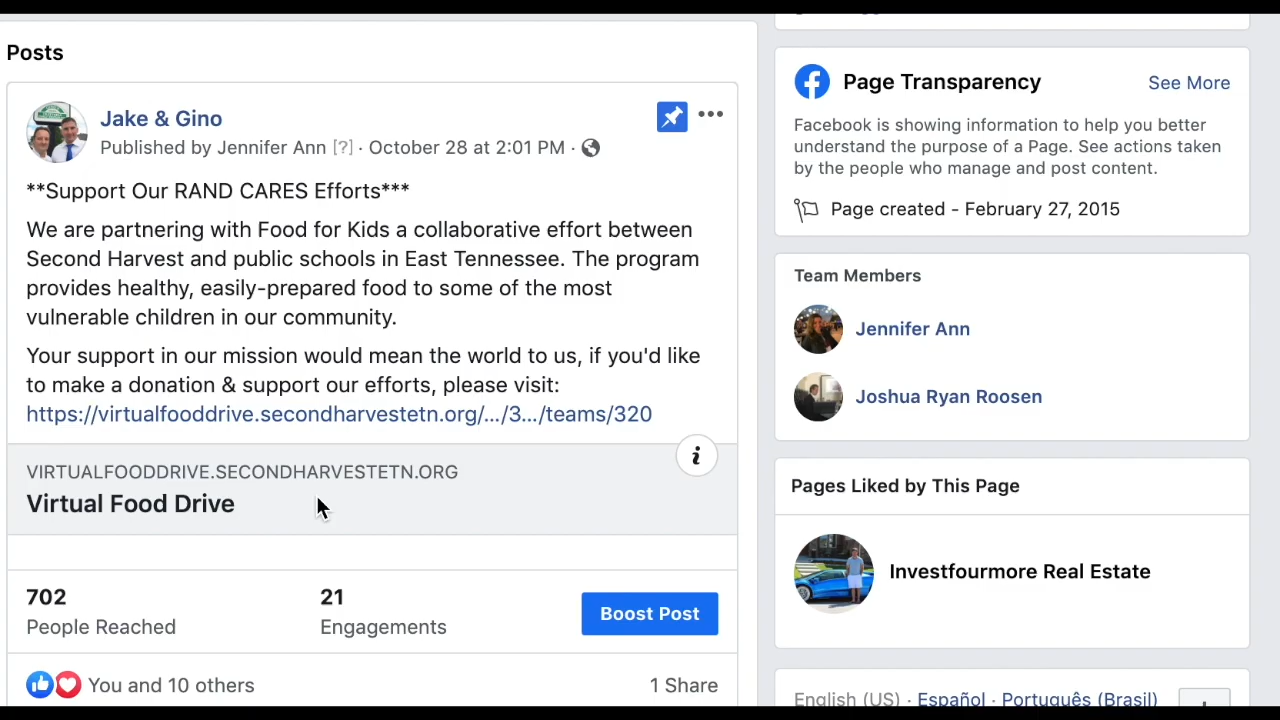 Posts
Jake & Gino
Published by Jennifer Ann [?] · October 28 at 2:01 PM ·
**Support Our RAND CARES Efforts***
We are partnering with Food for Kids a collaborative effort between
Second Harvest and public schools in East Tennessee. The program
provides healthy, easily-prepared food to some of the most
vulnerable children in our community.
Your support in our mission would mean the world to us, if you'd like
to make a donation & support our efforts, please visit:
https://virtualfooddrive.secondharvestetn.org/.../3.../teams/320
VIRTUALFOODDRIVE.SECONDHARVESTETN.ORG
Virtual Food Drive
702
People Reached
21
Engagements
Boost Post
You and 10 others
1 Share
Page Transparency
See More
Facebook is showing information to help you better
understand the purpose of a Page. See actions taken
by the people who manage and post content.
Page created - February 27, 2015
Team Members
Jennifer Ann
Joshua Ryan Roosen
Pages Liked by This Page
Investfourmore Real Estate
English (US) · Español · Português (Brasil)